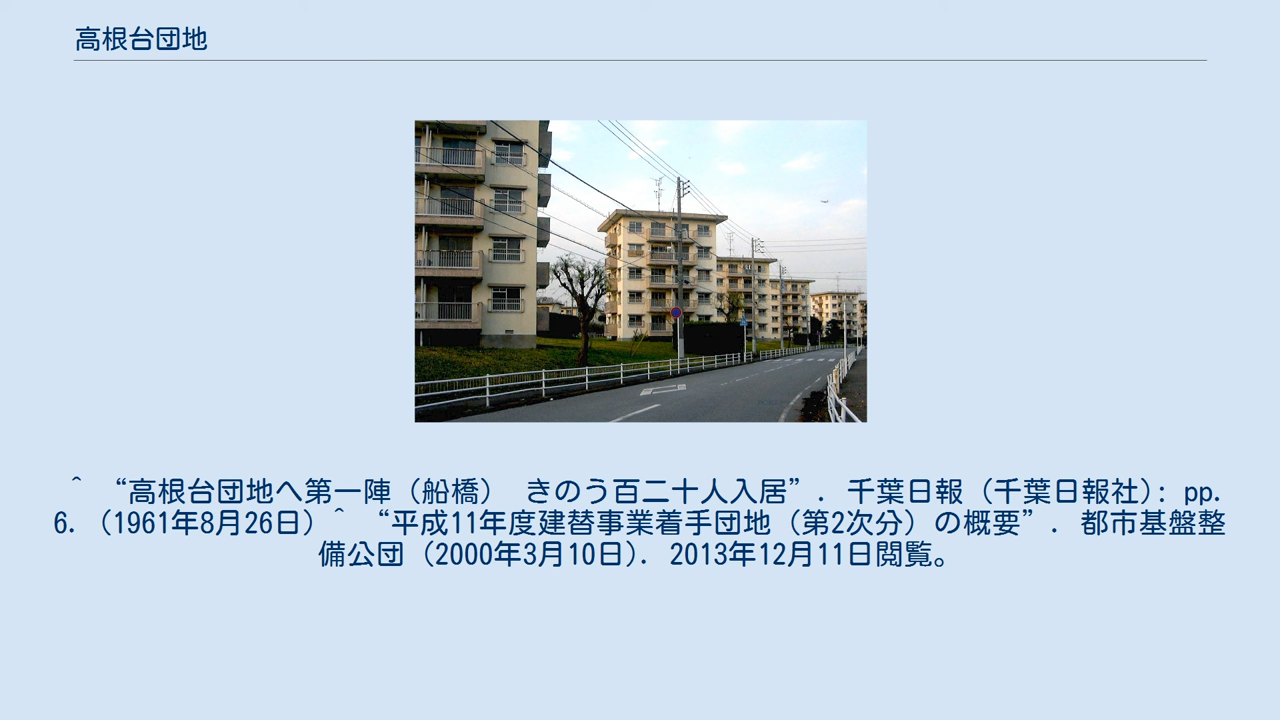 高根台団地
^ “高根台団地へ第一陣（船橋） きのう百二十人入居”. 千葉日報（千葉日報社）: pp.
6. （1961年8月26日）^ “平成11年度建替事業着手団地（第2次分）の概要”. 都市基盤整
備公団（2000年3月10日）. 2013年12月11日閲覧。